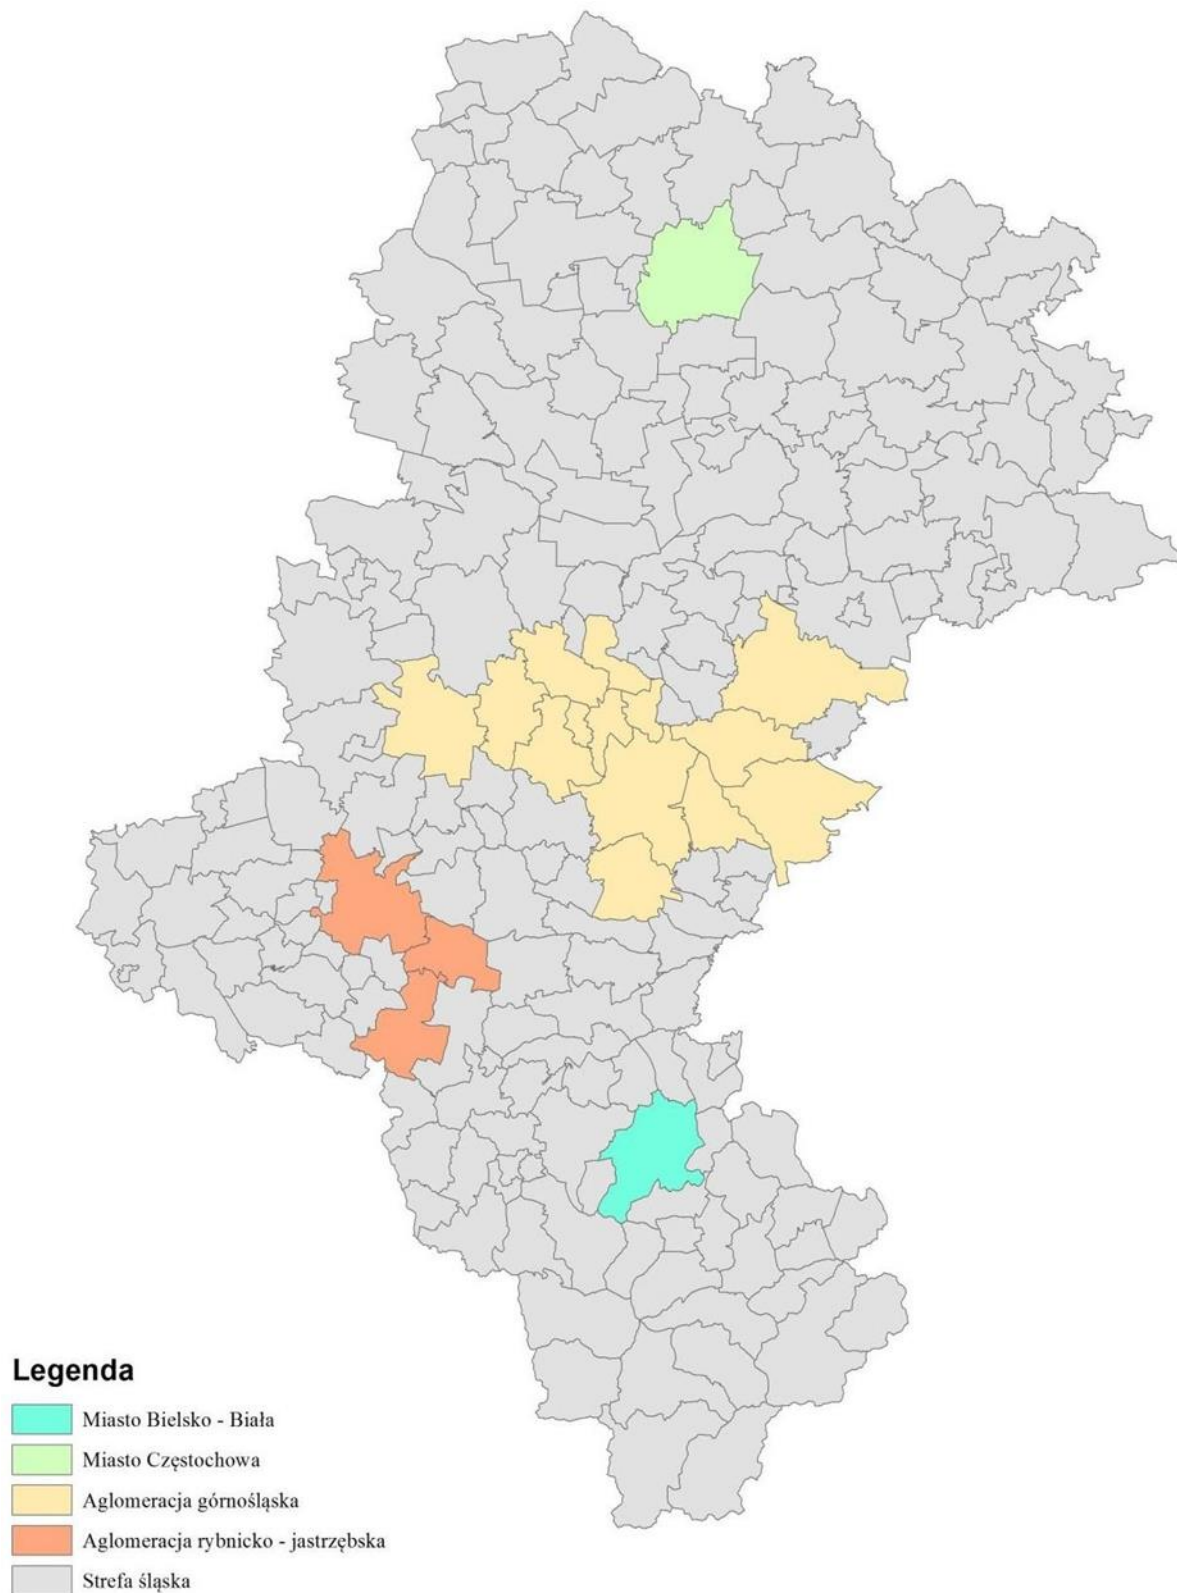 Legenda
Miasto Bielsko - Biała
Miasto Częstochowa
Aglomeracja górnośląska
Aglomeracja rybnicko - jastrzębska
Strefa śląska